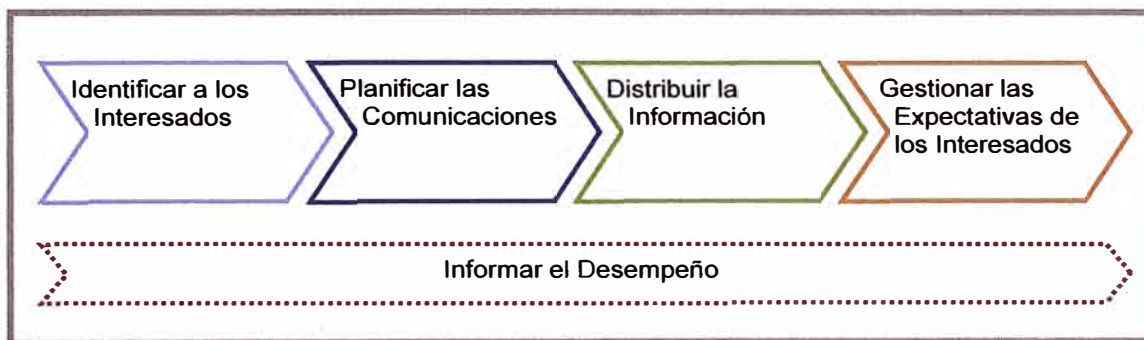 Identificar a los
Interesados
Planificar las
Comunicaciones
Distribuir la
Información
Gestionar las
Expectativas de
los Interesados
Informar el Desempeño